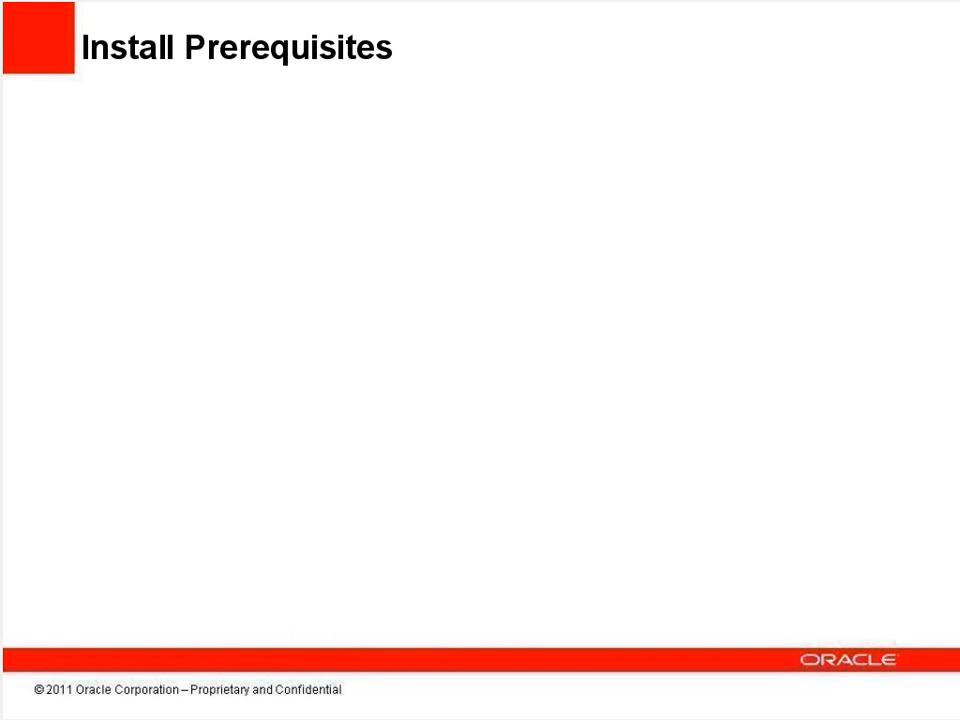 Install Prerequisites
ORACLE
© 2011 Oracle Corporation – Proprietary and Confidential